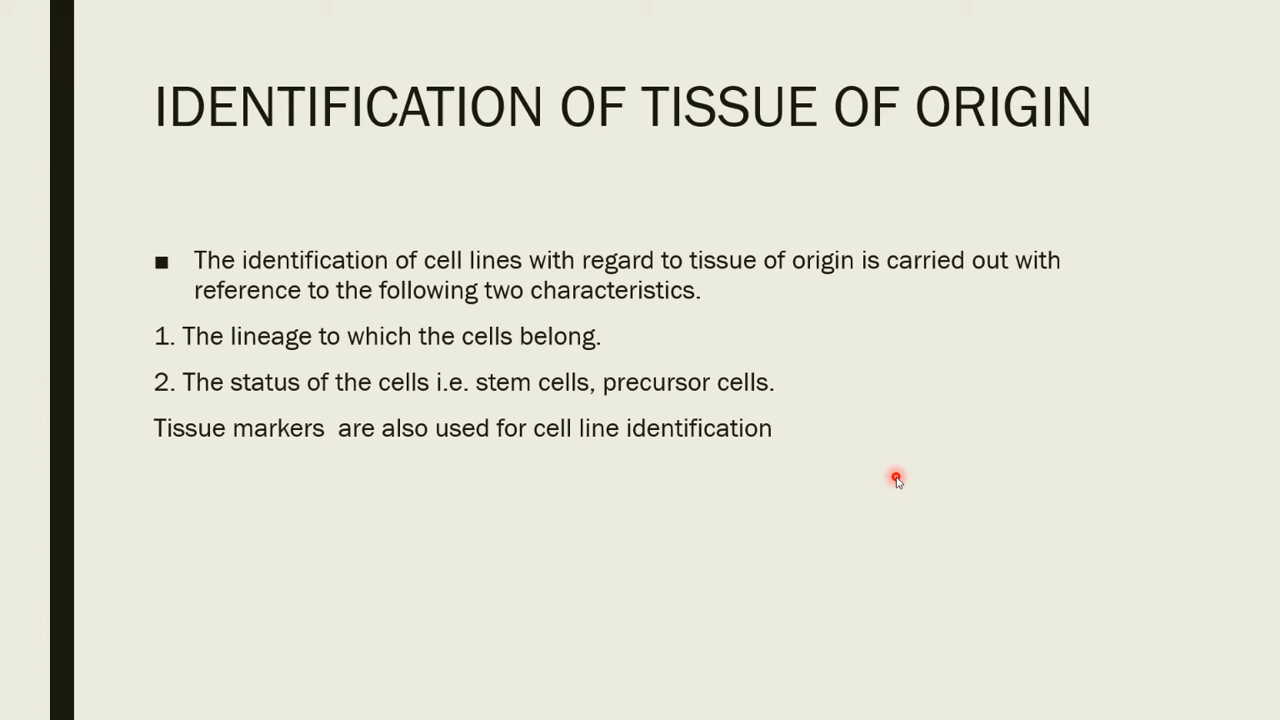 IDENTIFICATION OF TISSUE OF ORIGIN
▪ The identification of cell lines with regard to tissue of origin is carried out with
reference to the following two characteristics.
1. The lineage to which the cells belong.
2. The status of the cells i.e. stem cells, precursor cells.
Tissue markers  are also used for cell line identification